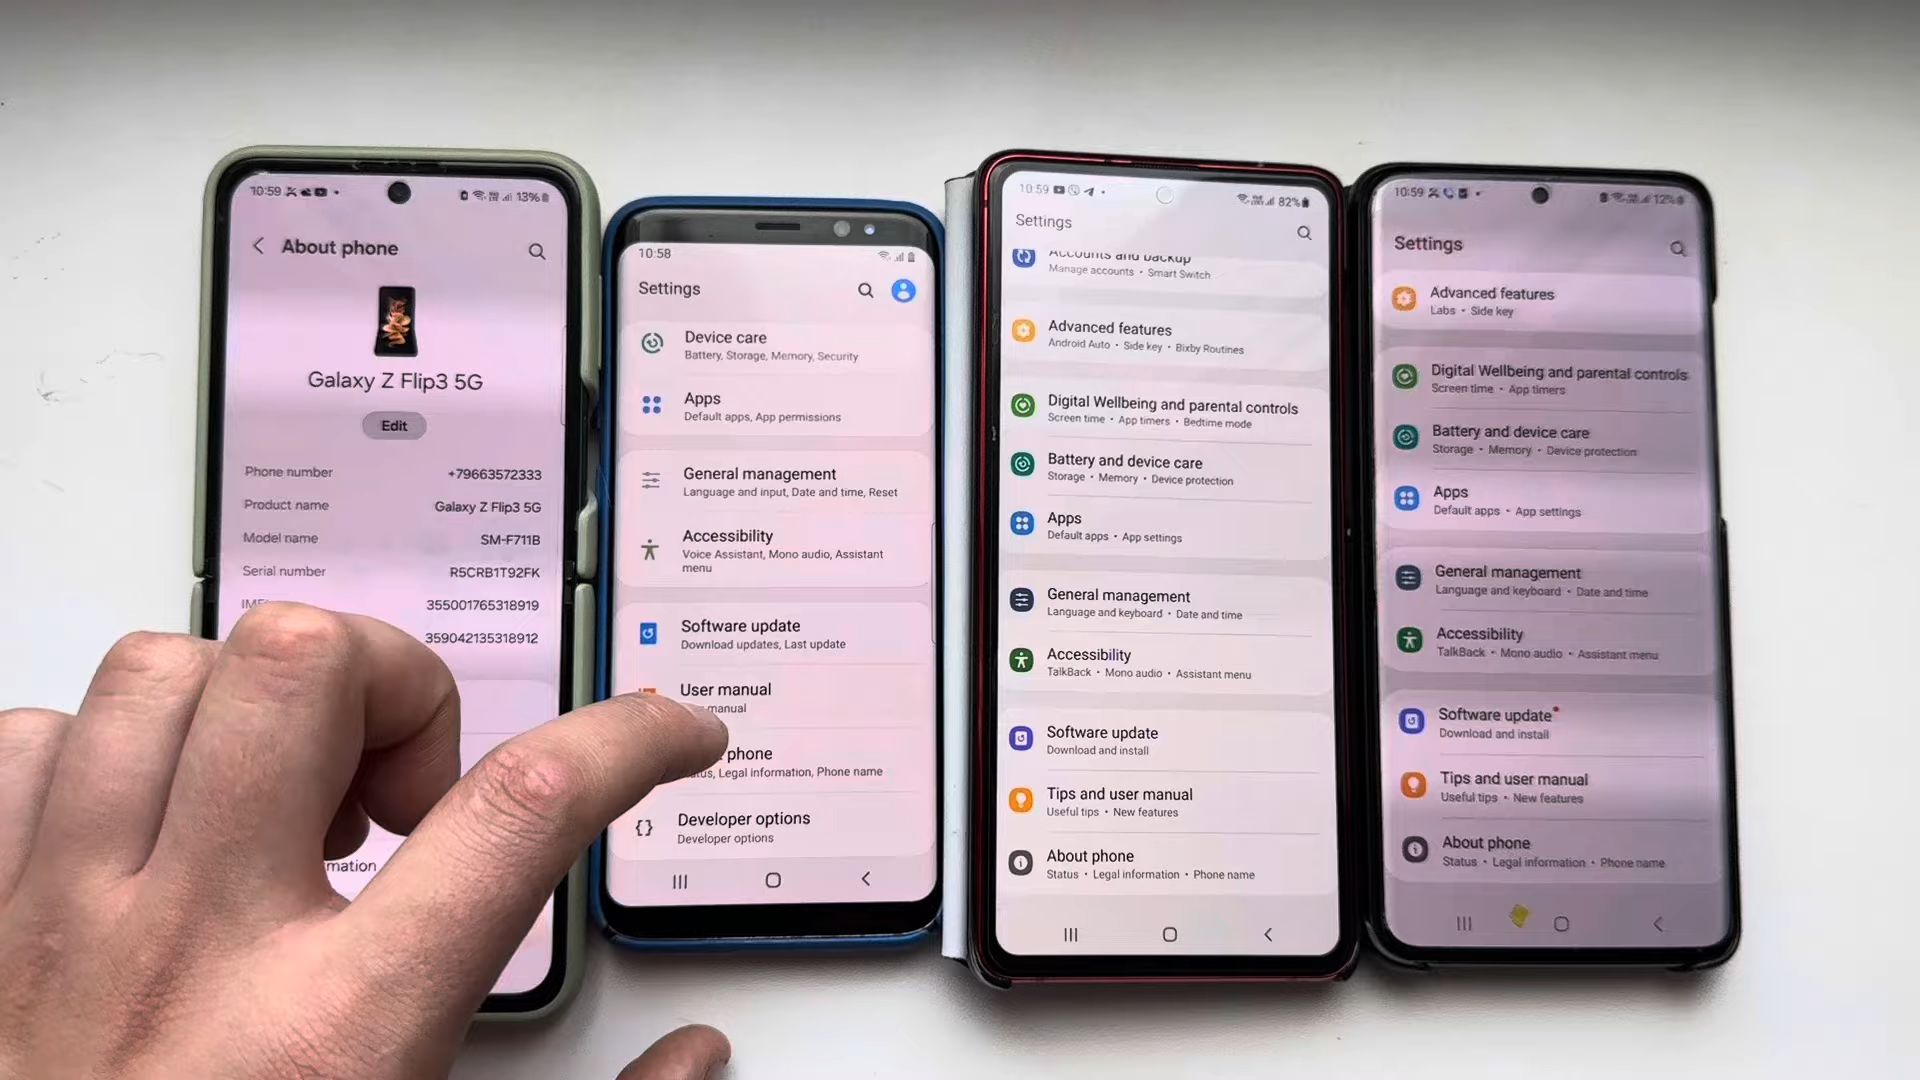 10:59
13%
About phone
Galaxy Z Flip3 5G
Edit
Phone number +79663572333
Product name Galaxy Z Flip3 5G
Model name SM-F711B
Serial number R5CRB1T92FK
355001765318919
359042135318912
mation
10:58
Settings
Device care
Battery, Storage, Memory, Security
Apps
Default apps, App permissions
General management
Language and input, Date and time, Reset
Accessibility
Voice Assistant, Mono audio, Assistant
menu
Software update
Download updates, Last update
User manual
manual
phone
Status, Legal information, Phone name
Developer options
Developer options
10:59
82%
Settings
Accounts and backup
Manage accounts • Smart Switch
Advanced features
Android Auto • Side key • Bixby Routines
Digital Wellbeing and parental controls
Screen time • App timers • Bedtime mode
Battery and device care
Storage • Memory • Device protection
Apps
Default apps • App settings
General management
Language and keyboard • Date and time
Accessibility
TalkBack • Mono audio • Assistant menu
Software update
Download and install
Tips and user manual
Useful tips • New features
About phone
Status • Legal information • Phone name
10:59
12%
Settings
Advanced features
Labs • Side key
Digital Wellbeing and parental controls
Screen time • App timers
Battery and device care
Storage • Memory • Device protection
Apps
Default apps • App settings
General management
Language and keyboard • Date and time
Accessibility
TalkBack • Mono audio • Assistant menu
Software update
Download and install
Tips and user manual
Useful tips • New features
About phone
Status • Legal information • Phone name